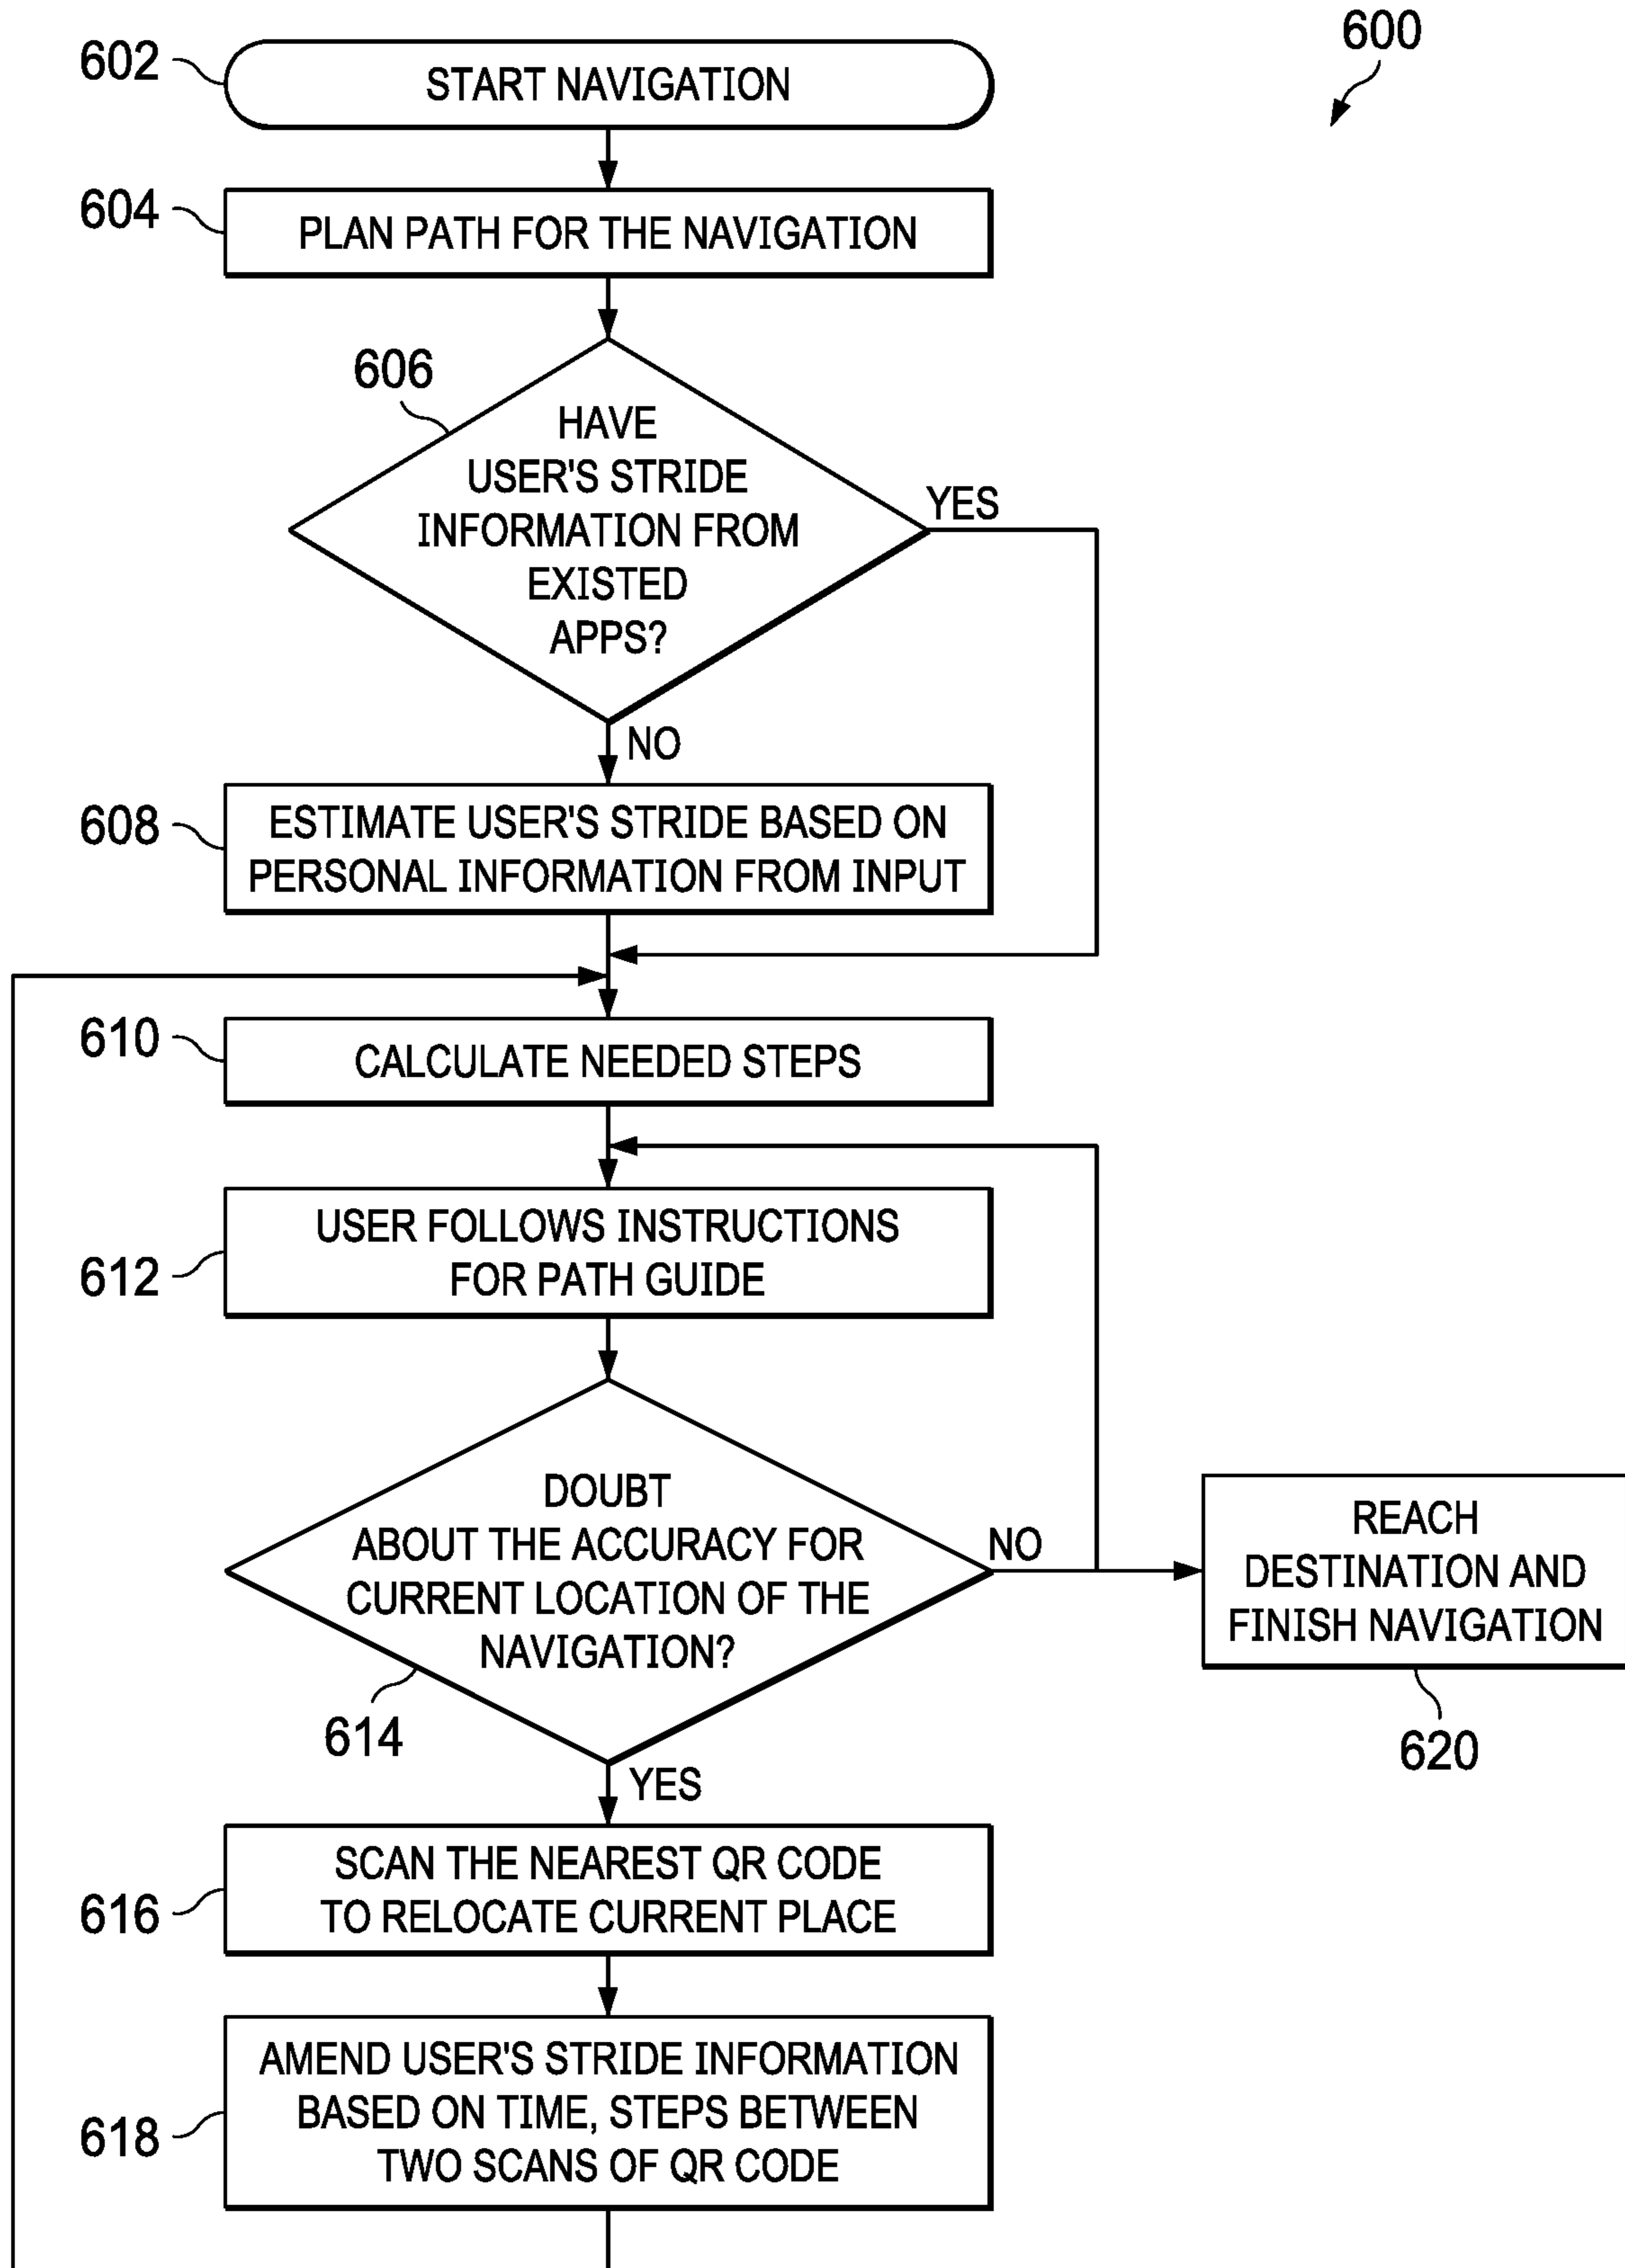 600
602
START NAVIGATION
604
PLAN PATH FOR THE NAVIGATION
606
HAVE
USER'S STRIDE
INFORMATION FROM
EXISTED
APPS?
YES
NO
608
ESTIMATE USER'S STRIDE BASED ON
PERSONAL INFORMATION FROM INPUT
610
CALCULATE NEEDED STEPS
612
USER FOLLOWS INSTRUCTIONS
FOR PATH GUIDE
DOUBT
ABOUT THE ACCURACY FOR
CURRENT LOCATION OF THE
NAVIGATION?
614
NO
REACH
DESTINATION AND
FINISH NAVIGATION
620
YES
616
SCAN THE NEAREST QR CODE
TO RELOCATE CURRENT PLACE
618
AMEND USER'S STRIDE INFORMATION
BASED ON TIME, STEPS BETWEEN
TWO SCANS OF QR CODE